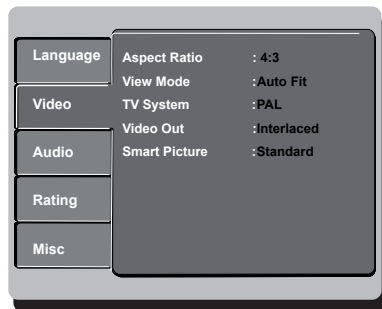 Language
Video
Audio
Rating
Misc
Aspect Ratio : 4:3
View Mode :Auto Fit
TV System :PAL
Video Out :Interlaced
Smart Picture :Standard